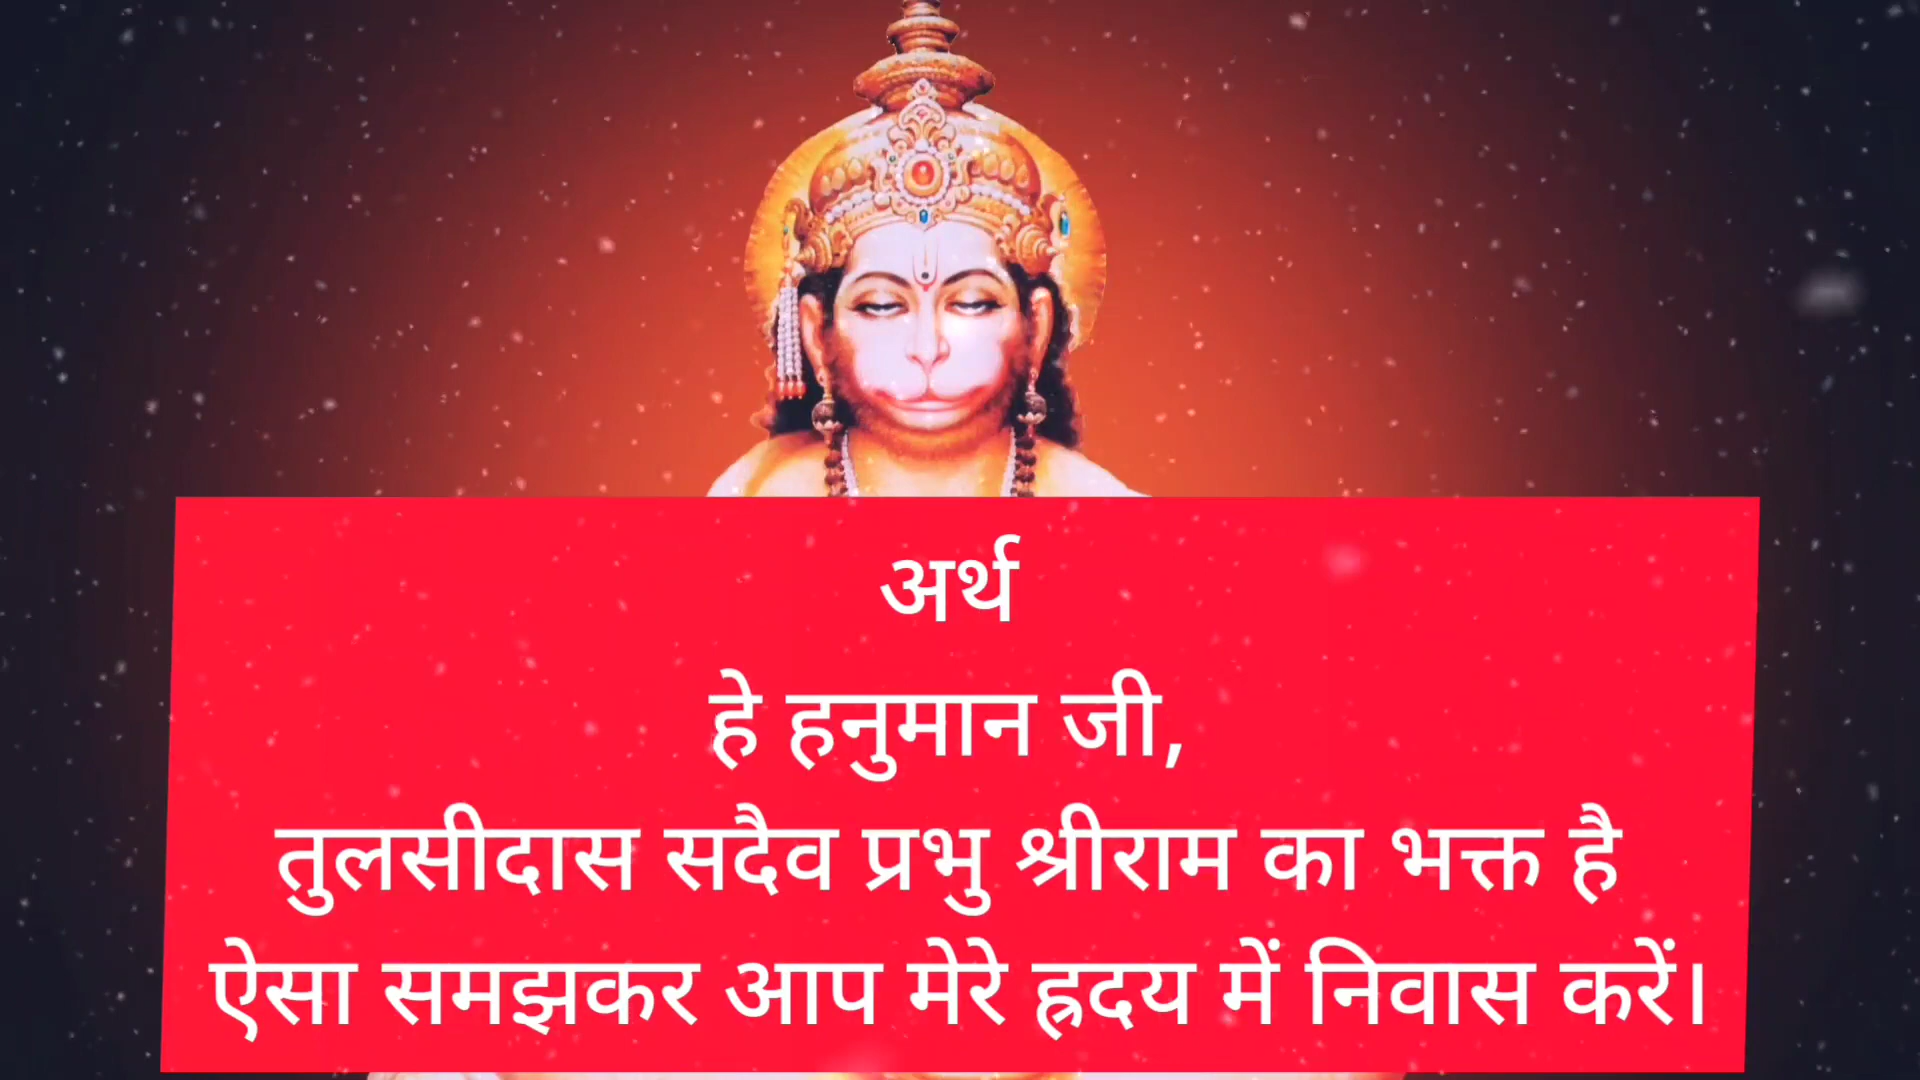 अर्थ
हे हनुमान जी,
तुलसीदास सदैव प्रभु श्रीराम का भक्त है
ऐसा समझकर आप मेरे ह्रदय में निवास करें।